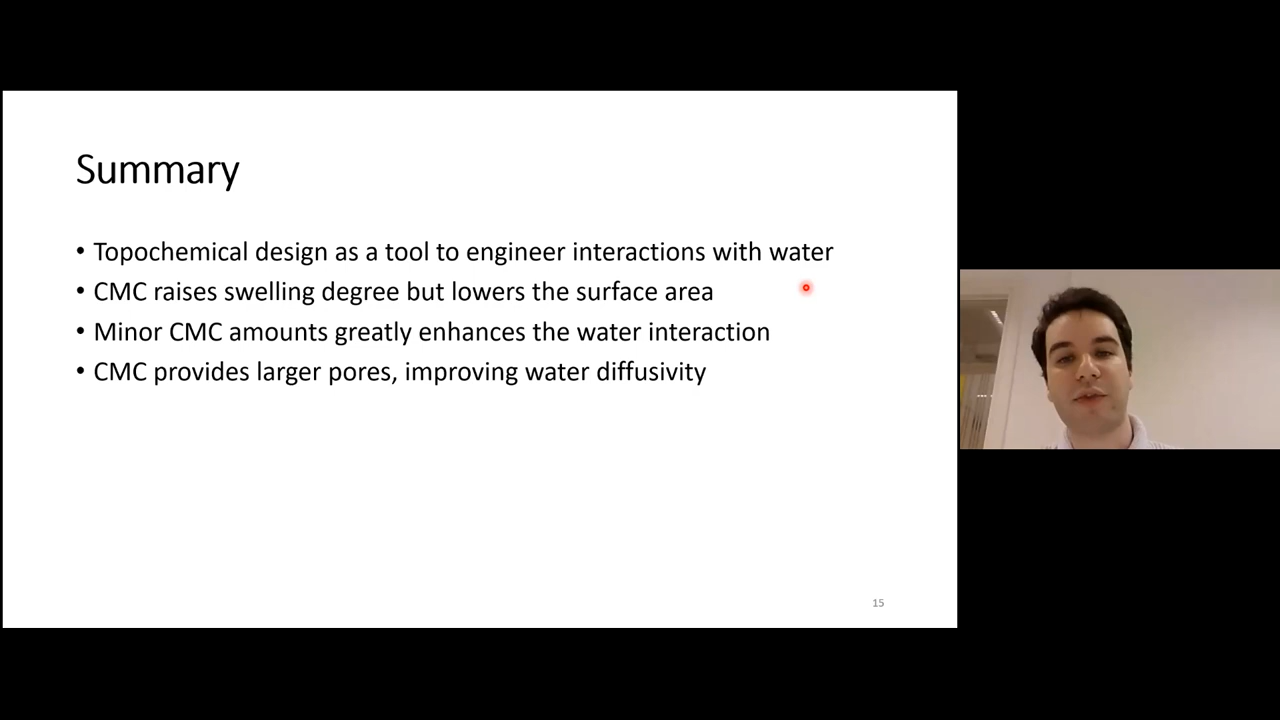 Summary
• Topochemical design as a tool to engineer interactions with water
• CMC raises swelling degree but lowers the surface area
• Minor CMC amounts greatly enhances the water interaction
• CMC provides larger pores, improving water diffusivity
15